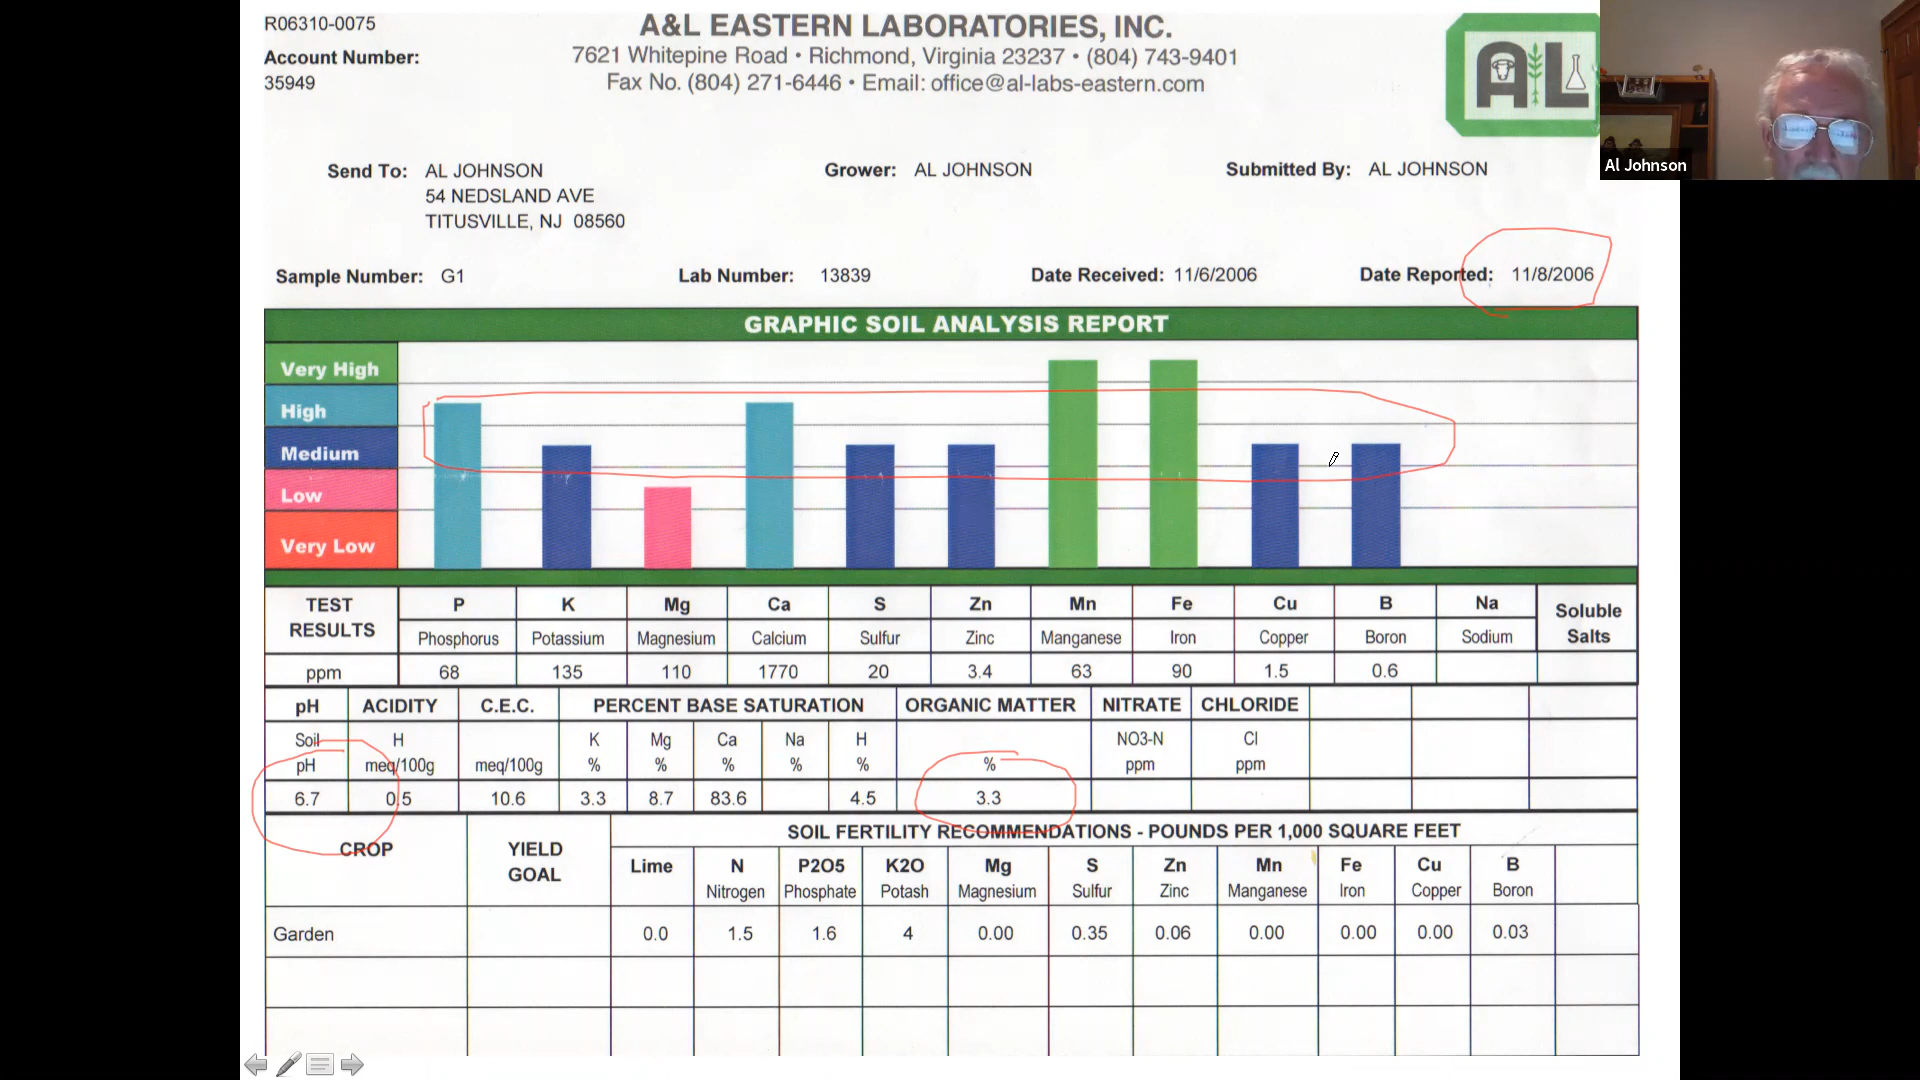 R06310-0075
Account Number:
35949
A&L EASTERN LABORATORIES, INC.
7621 Whitepine Road • Richmond, Virginia 23237 • (804) 743-9401
Fax No. (804) 271-6446 • Email: office@al-labs-eastern.com
AL
Al Johnson
Send To: AL JOHNSON
54 NEDSLAND AVE
TITUSVILLE, NJ 08560
Grower: AL JOHNSON
Submitted By: AL JOHNSON
Sample Number: G1 Lab Number: 13839 Date Received: 11/6/2006 Date Reported: 11/8/2006
GRAPHIC SOIL ANALYSIS REPORT
Very High
High
Medium
Low
Very Low
TEST RESULTS P K Mg Ca S Zn Mn Fe Cu B Na Soluble Salts
Phosphorus Potassium Magnesium Calcium Sulfur Zinc Manganese Iron Copper Boron Sodium
ppm 68 135 110 1770 20 3.4 63 90 1.5 0.6
pH ACIDITY C.E.C. PERCENT BASE SATURATION ORGANIC MATTER NITRATE CHLORIDE
Soil H K Mg Ca Na H NO3-N Cl
pH meq/100g meq/100g % % % % % % ppm ppm
6.7 0.5 10.6 3.3 8.7 83.6 4.5 3.3
SOIL FERTILITY RECOMMENDATIONS - POUNDS PER 1,000 SQUARE FEET
CROP YIELD GOAL Lime N P2O5 K2O Mg S Zn Mn Fe Cu B
Nitrogen Phosphate Potash Magnesium Sulfur Zinc Manganese Iron Copper Boron
Garden 0.0 1.5 1.6 4 0.00 0.35 0.06 0.00 0.00 0.00 0.03